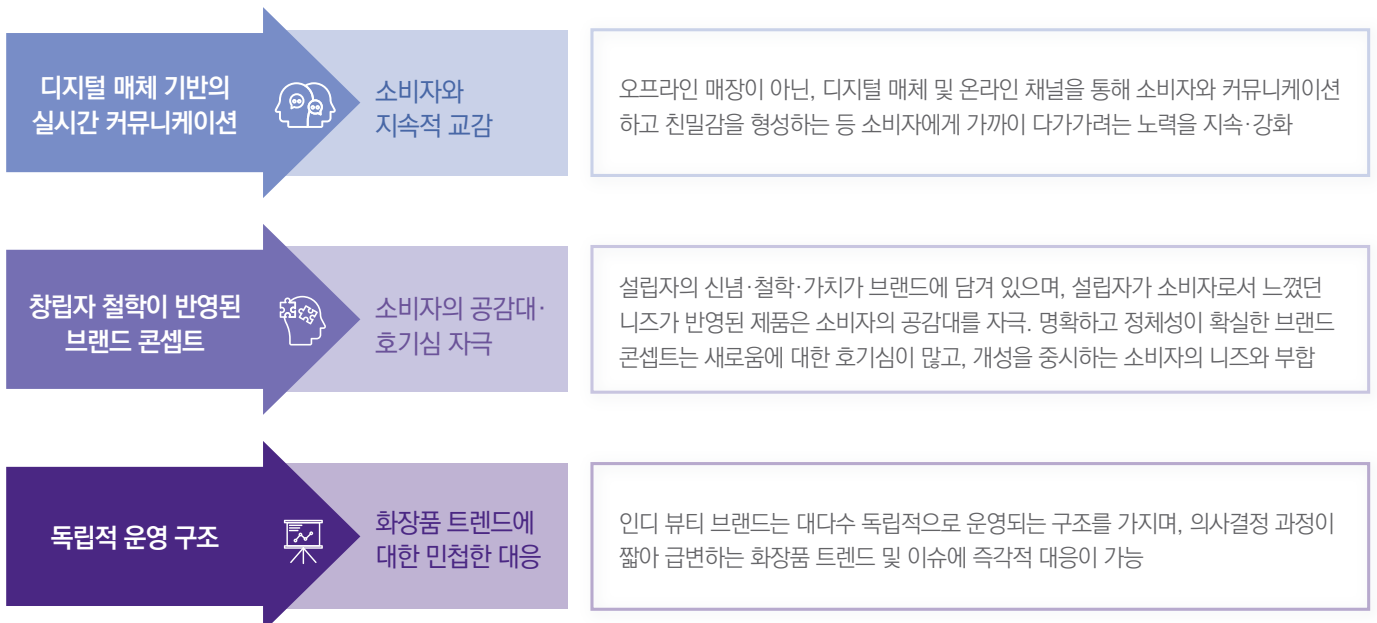 디지털 매체 기반의
실시간 커뮤니케이션
소비자와
지속적 교감
오프라인 매장이 아닌, 디지털 매체 및 온라인 채널을 통해 소비자와 커뮤니케이션
하고 친밀감을 형성하는 등 소비자에게 가까이 다가가려는 노력을 지속·강화
창립자 철학이 반영된
브랜드 콘셉트
소비자의 공감대·
호기심 자극
설립자의 신념·철학·가치가 브랜드에 담겨 있으며, 설립자가 소비자로서 느꼈던
니즈가 반영된 제품은 소비자의 공감대를 자극. 명확하고 정체성이 확실한 브랜드
콘셉트는 새로움에 대한 호기심이 많고, 개성을 중시하는 소비자의 니즈와 부합
독립적 운영 구조
화장품 트렌드에
대한 민첩한 대응
인디 뷰티 브랜드는 대다수 독립적으로 운영되는 구조를 가지며, 의사결정 과정이
짧아 급변하는 화장품 트렌드 및 이슈에 즉각적 대응이 가능